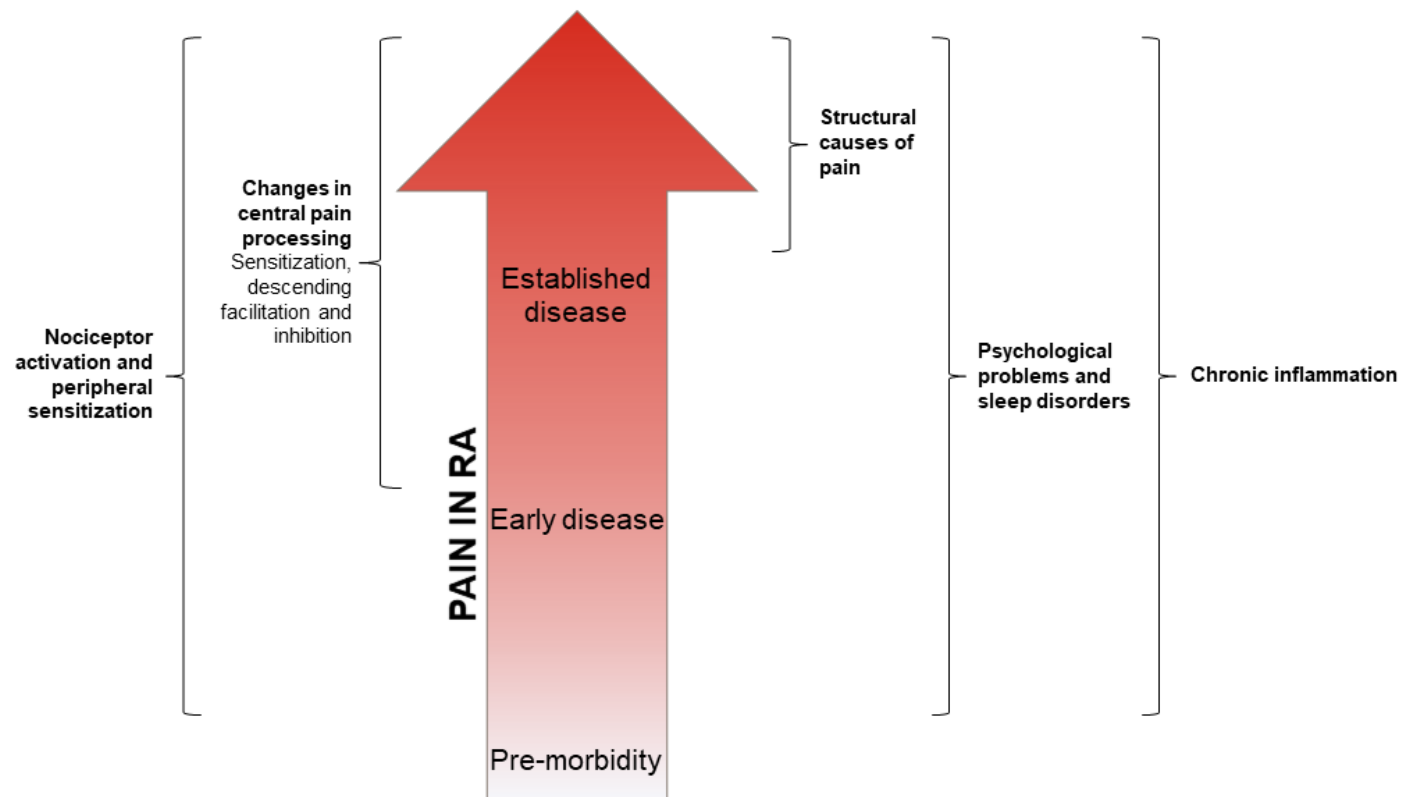 Nociceptor
activation and
peripheral
sensitization
Changes in
central pain
processing
Sensitization,
descending
facilitation and
inhibition
PAIN IN RA
Established
disease
Early disease
Pre-morbidity
Structural
causes of
pain
Psychological
problems and
sleep disorders
Chronic inflammation